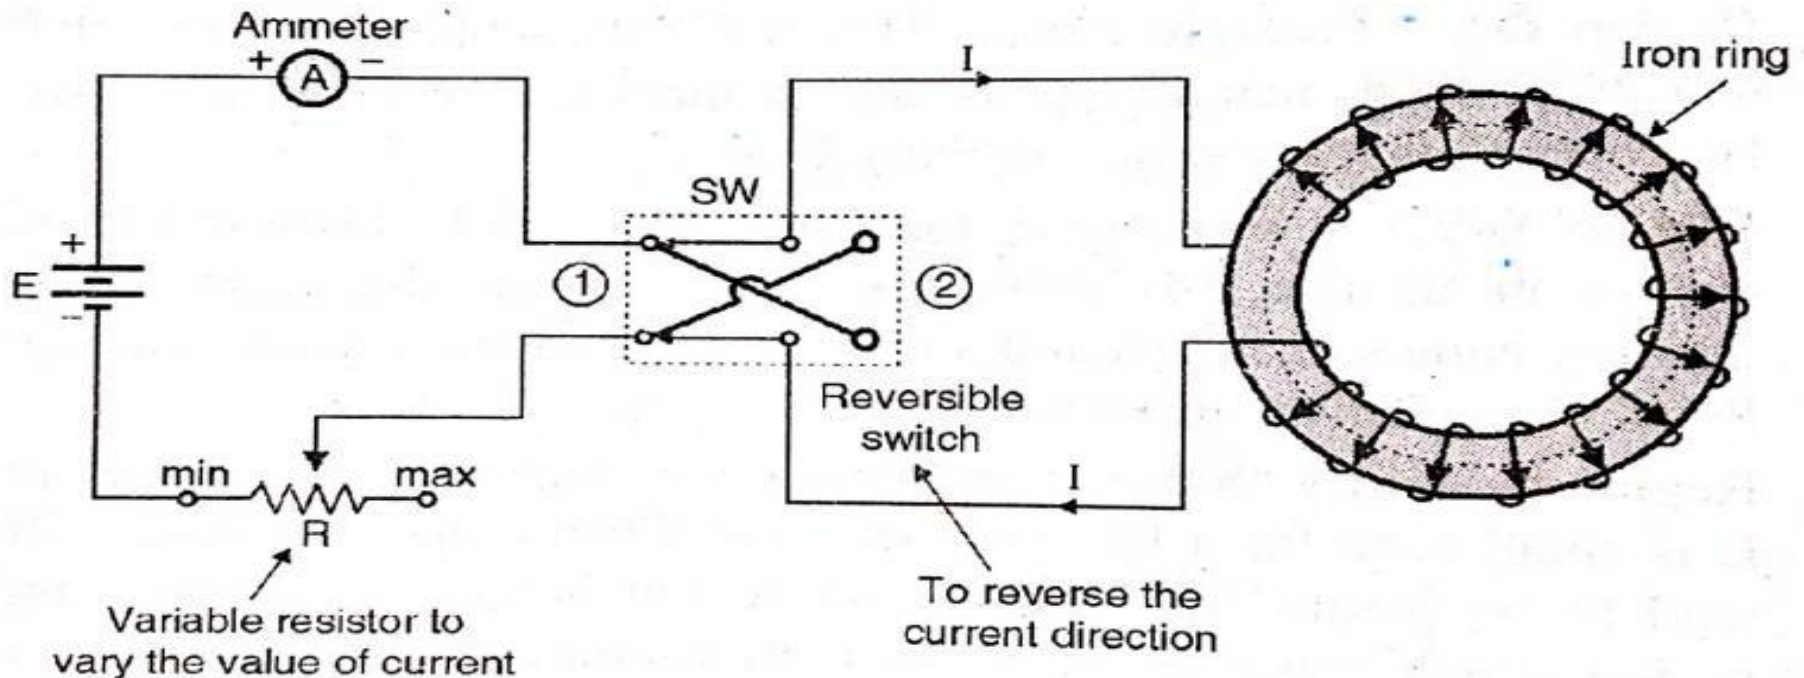 Ammeter
+ A −
I
Iron ring
SW
+
E
−
1
2
Reversible
switch
min
max
R
I
To reverse the
current direction
Variable resistor to
vary the value of current